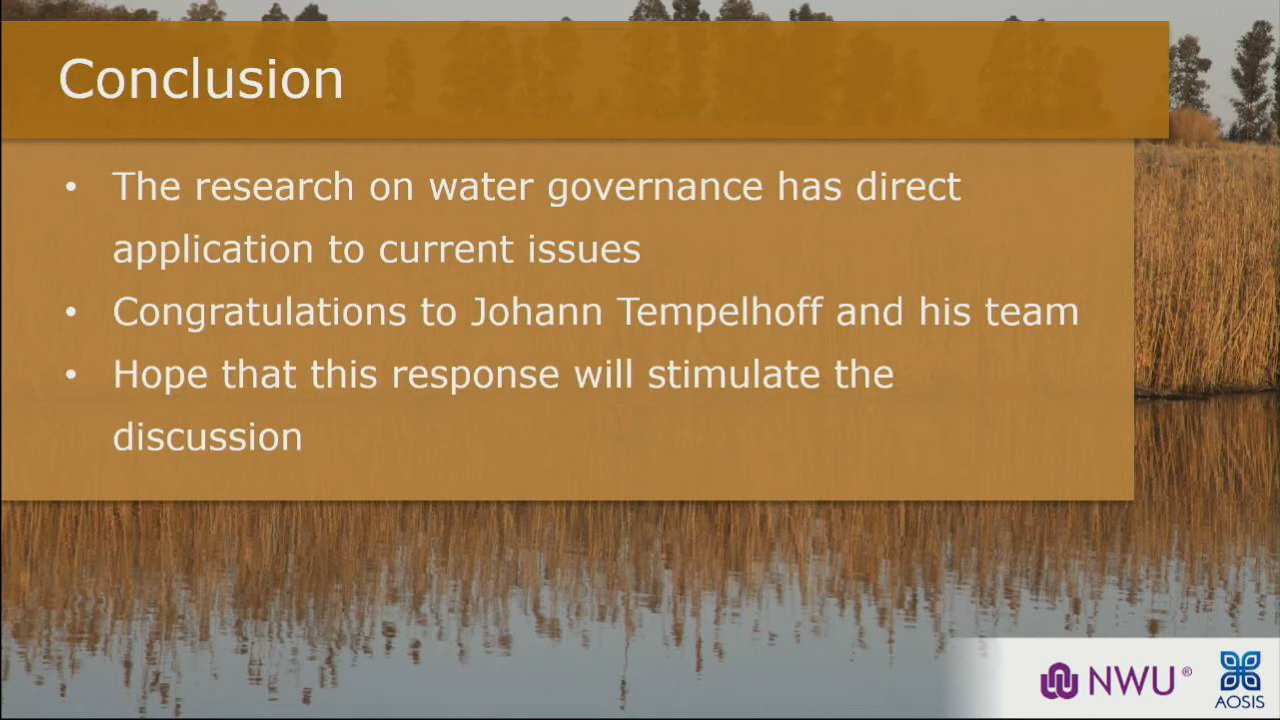 Conclusion
• The research on water governance has direct
application to current issues
• Congratulations to Johann Tempelhoff and his team
• Hope that this response will stimulate the
discussion
NWU®
AOSIS